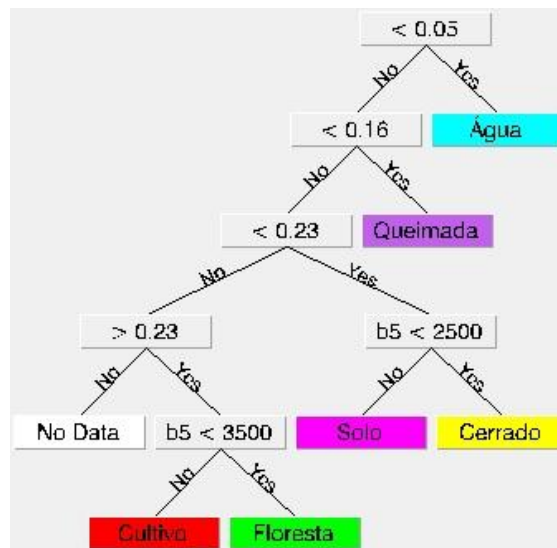 < 0.05
No
Yes
< 0.16
Água
No
Yes
< 0.23
Queimada
No
Yes
> 0.23
b5 < 2500
No
Yes
No
Yes
No Data
b5 < 3500
Solo
Cerrado
No
Yes
Cultivo
Floresta